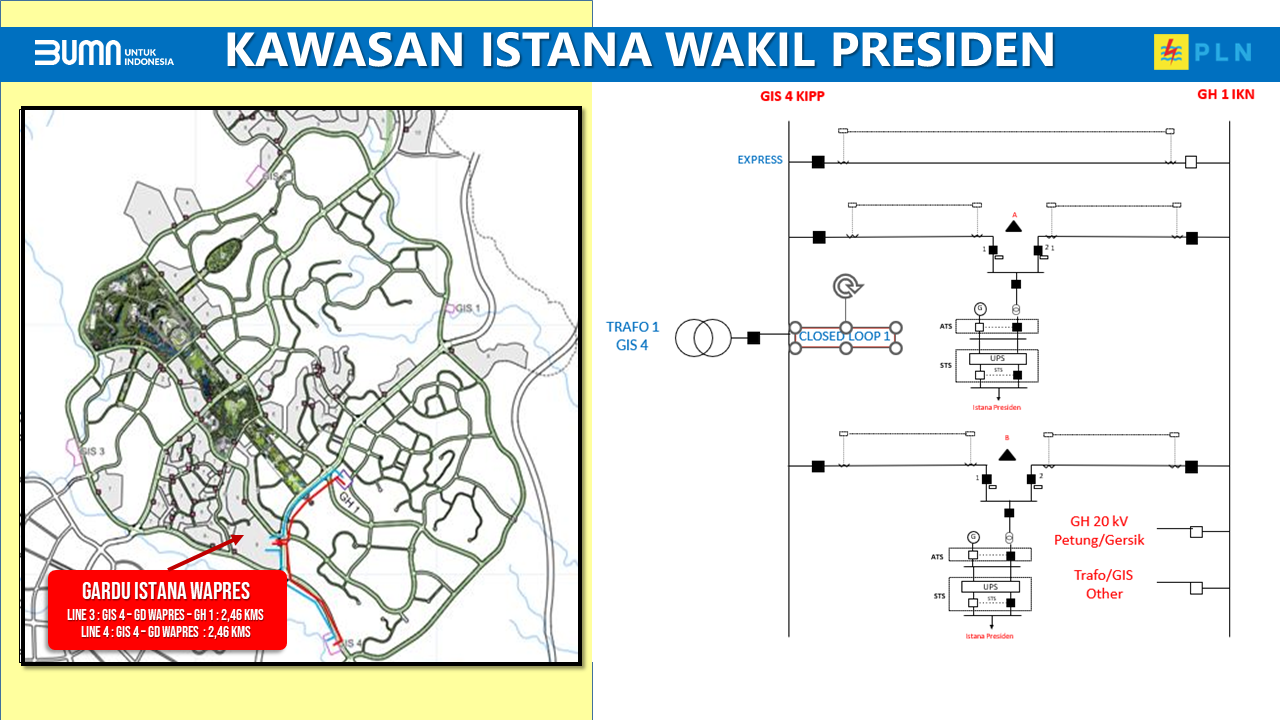 BUMN UNTUK INDONESIA
KAWASAN ISTANA WAKIL PRESIDEN
PLN
GIS 2
GIS 1
GIS 3
GH 1
GIS 4
GARDU ISTANA WAPRES
LINE 3 : GIS 4 – GD WAPRES – GH 1 : 2,46 KMS
LINE 4 : GIS 4 – GD WAPRES : 2,46 KMS
GIS 4 KIPP
GH 1 IKN
EXPRESS
A
1
2 1
TRAFO 1
GIS 4
CLOSED LOOP 1
G
ATS
UPS
STS
STS
Istana Presiden
B
1
2
GH 20 kV
Petung/Gersik
G
ATS
Trafo/GIS
Other
UPS
STS
STS
Istana Presiden